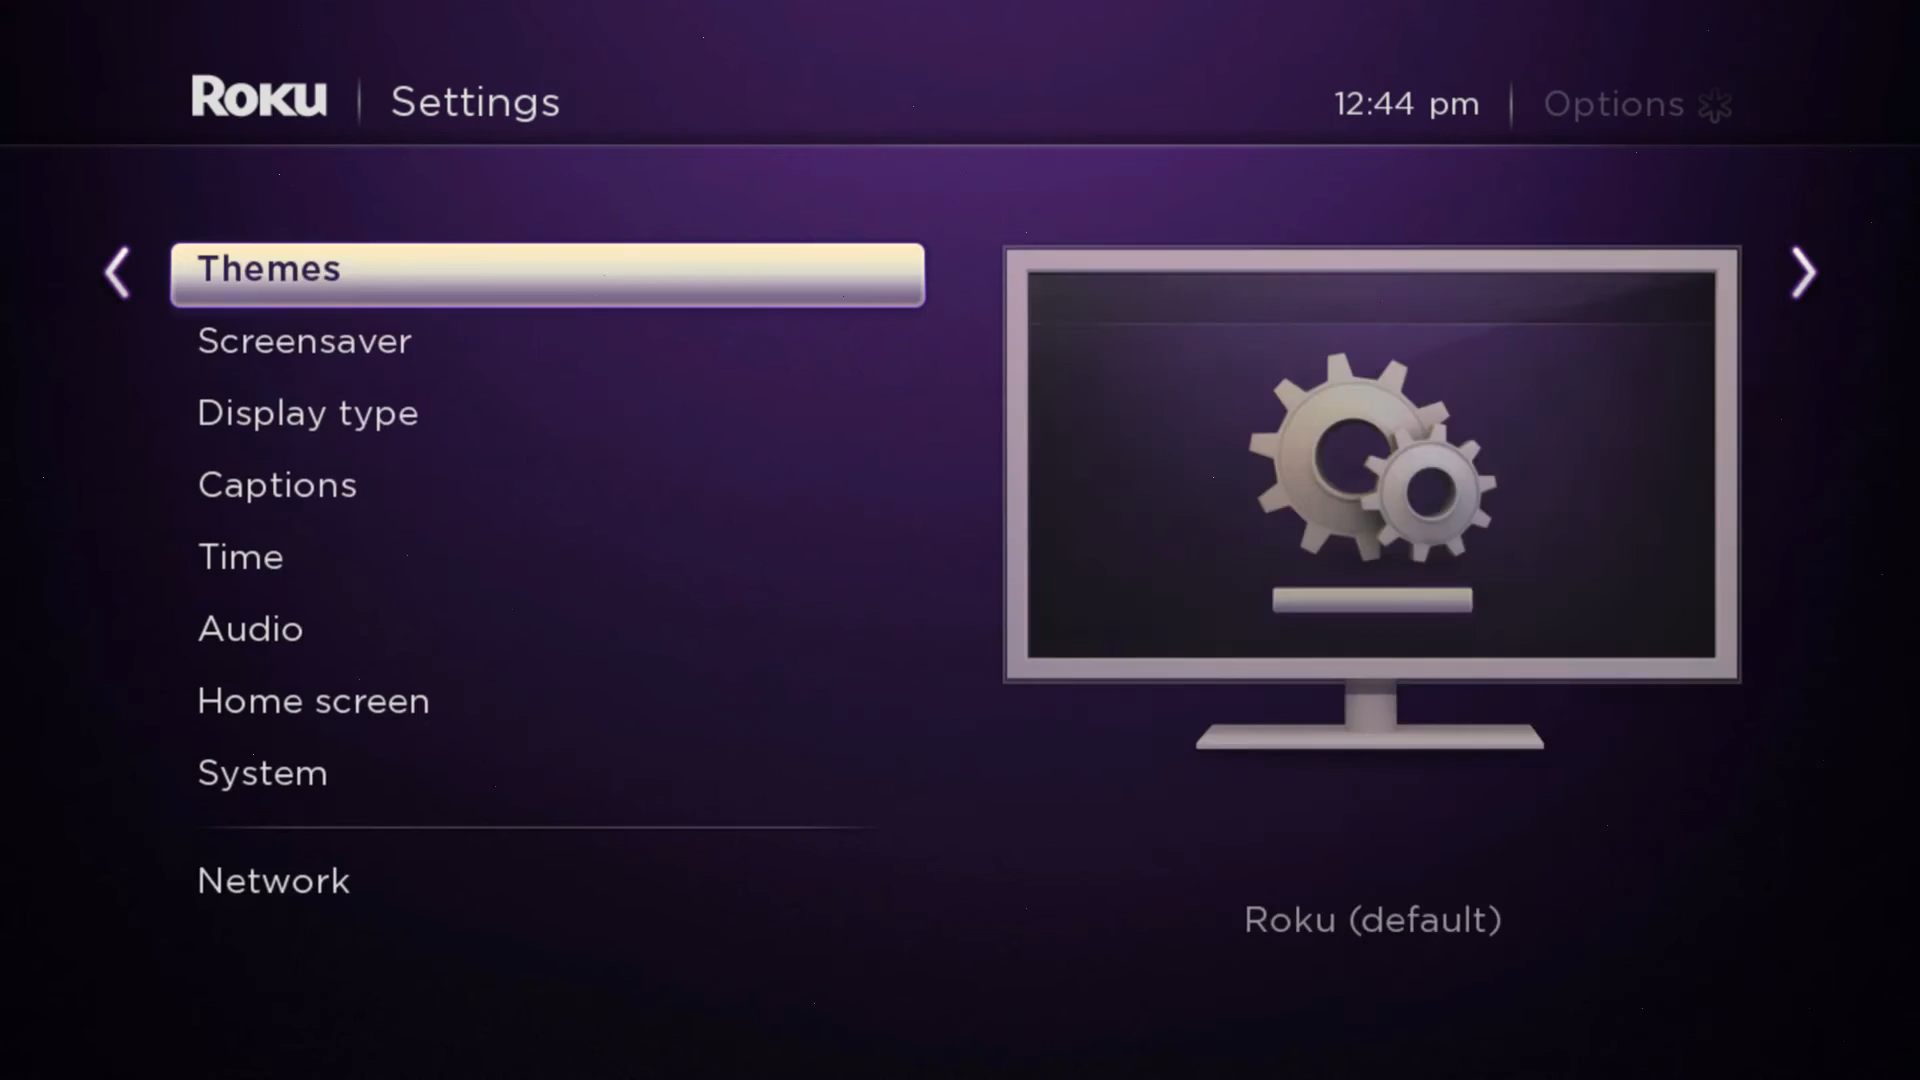 Roku | Settings
12:44 pm | Options
Themes
Screensaver
Display type
Captions
Time
Audio
Home screen
System
Network
Roku (default)